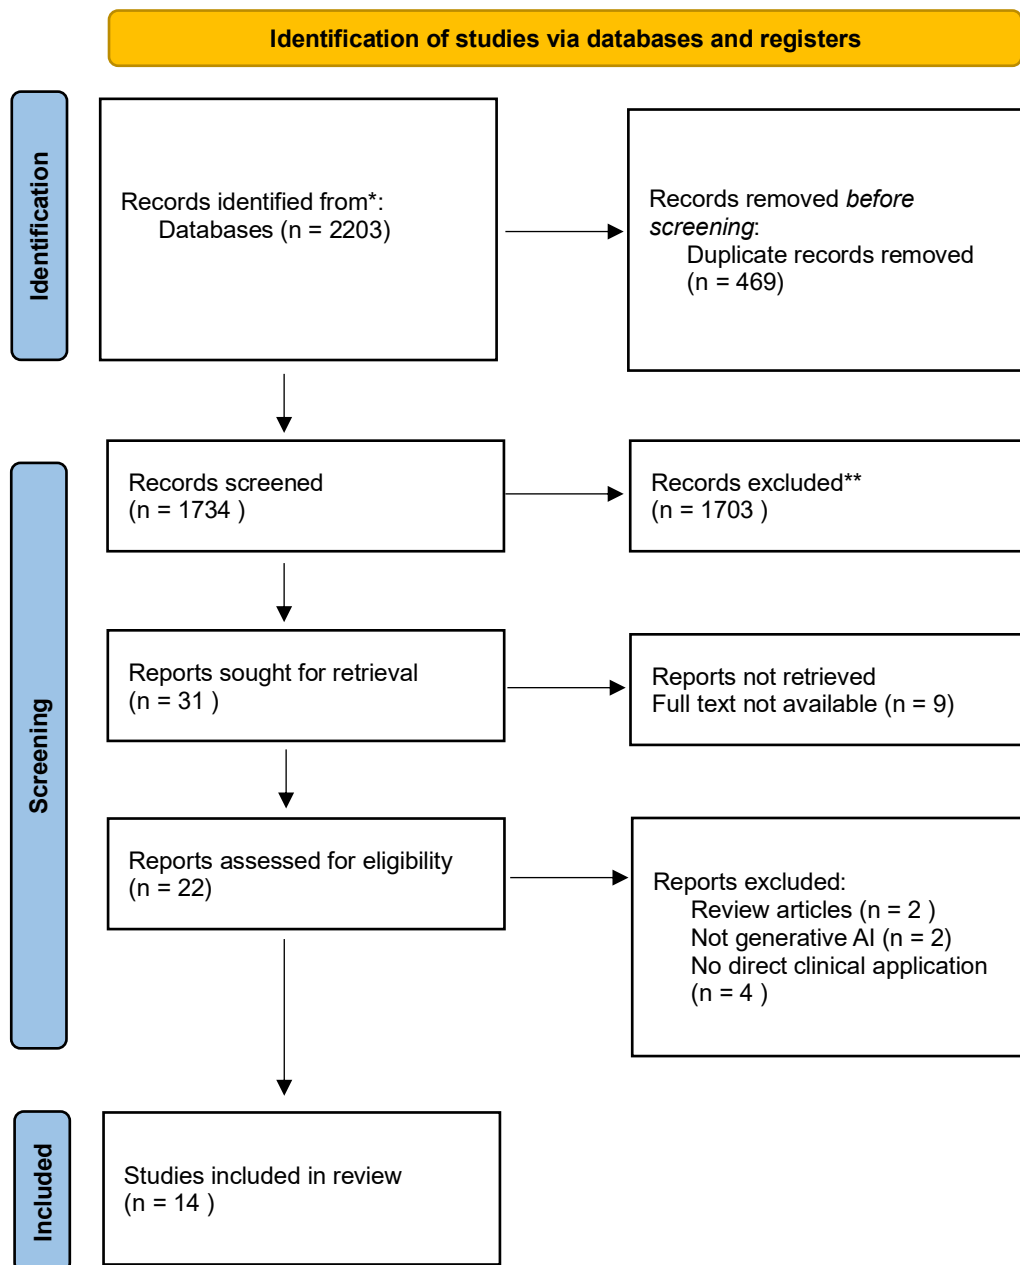 Identification of studies via databases and registers
Identification
Records identified from*:
Databases (n = 2203)
Records removed before
screening:
Duplicate records removed
(n = 469)
Screening
Records screened
(n = 1734 )
Records excluded**
(n = 1703 )
Reports sought for retrieval
(n = 31 )
Reports not retrieved
Full text not available (n = 9)
Reports assessed for eligibility
(n = 22)
Reports excluded:
Review articles (n = 2 )
Not generative AI (n = 2)
No direct clinical application
(n = 4 )
Included
Studies included in review
(n = 14 )